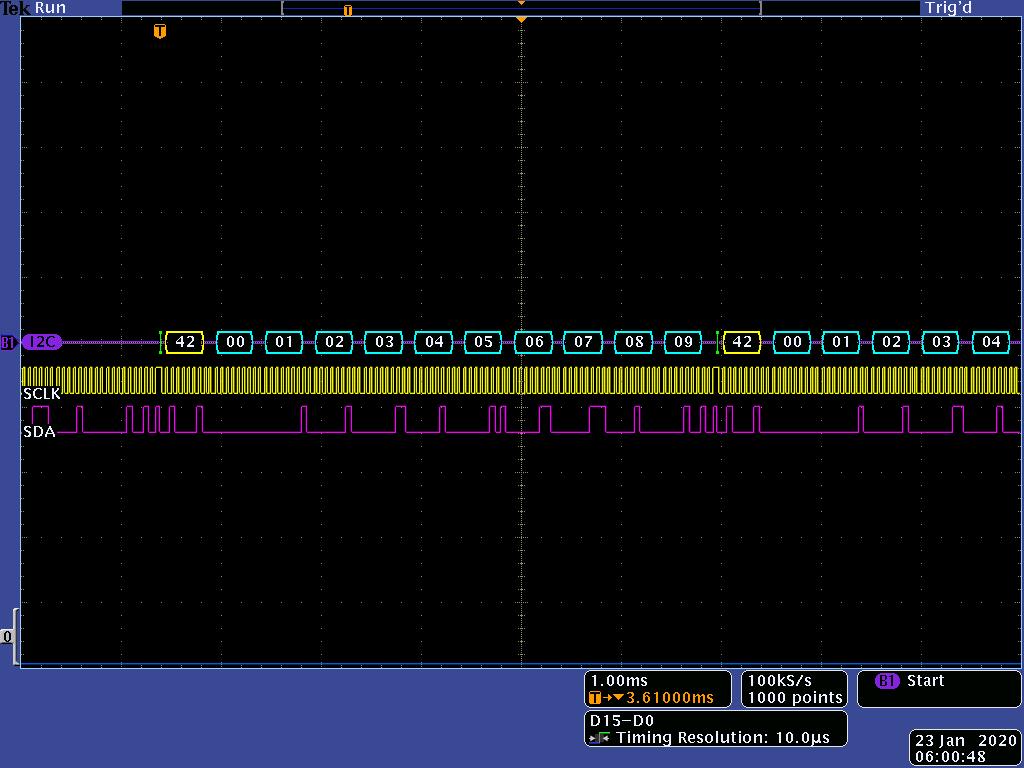 Tek Run Trig'd
T
T
B1 I2C 42 00 01 02 03 04 05 06 07 08 09 42 00 01 02 03 04
SCLK
SDA
0
1.00ms 100kS/s B1 Start
T→▼3.61000ms 1000 points
D15-D0
Timing Resolution: 10.0µs
23 Jan 2020
06:00:48